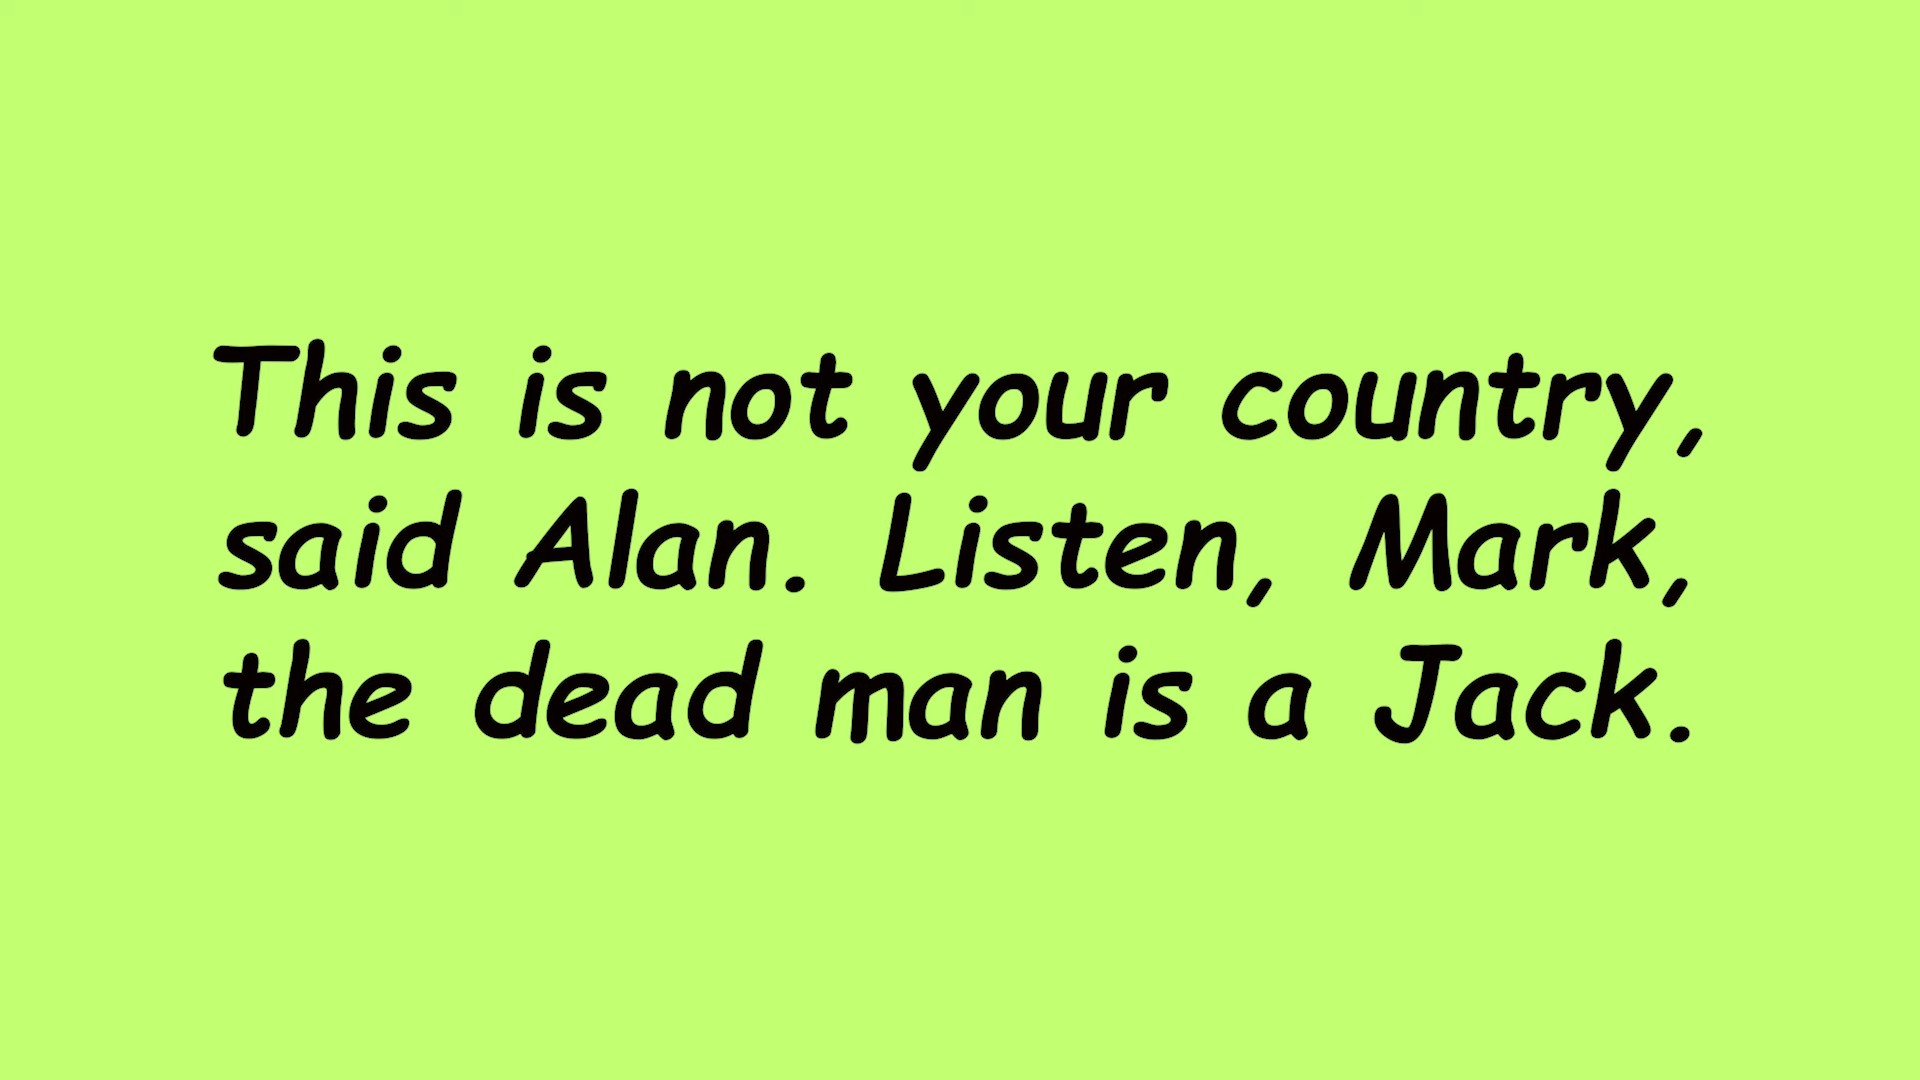 This is not your country,
said Alan. Listen, Mark,
the dead man is a Jack.